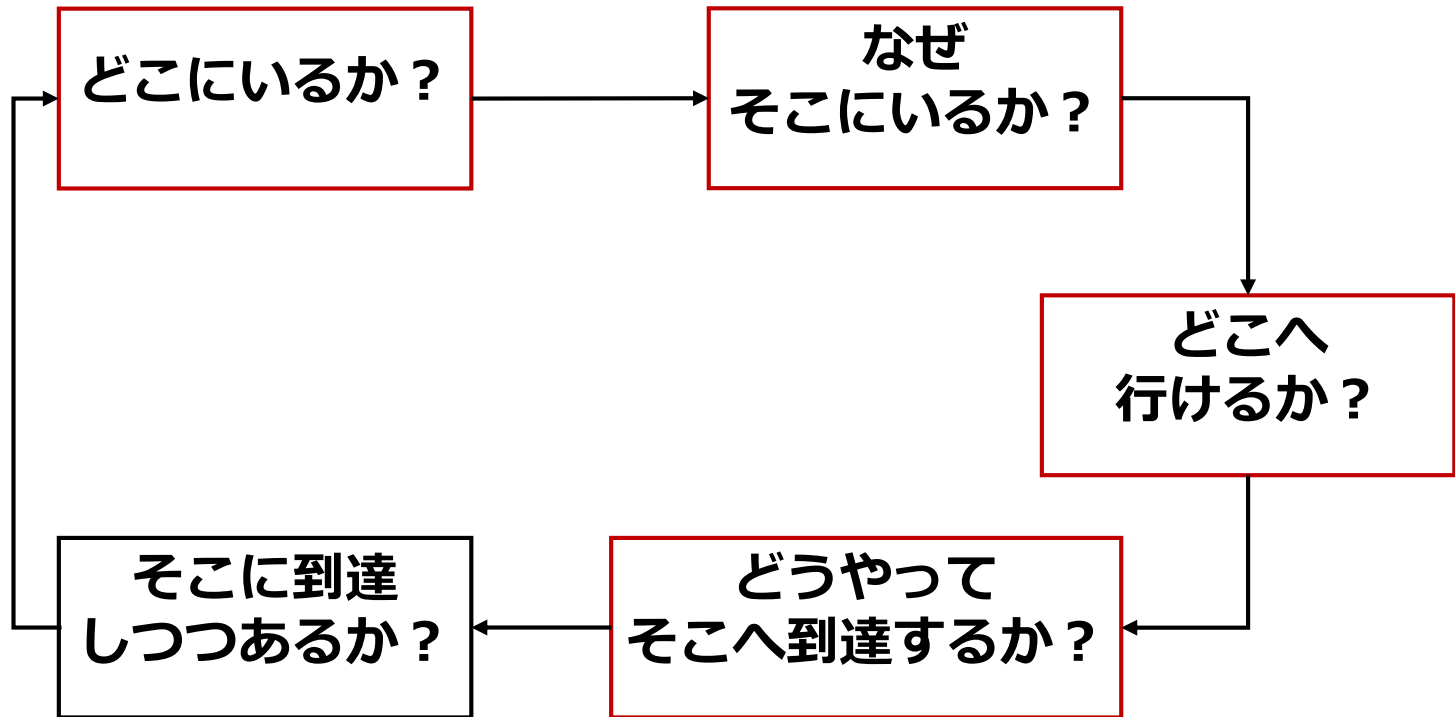 どこにいるか？
なぜ
そこにいるか？
どこへ
行けるか？
どうやって
そこへ到達するか？
そこに到達
しつつあるか？